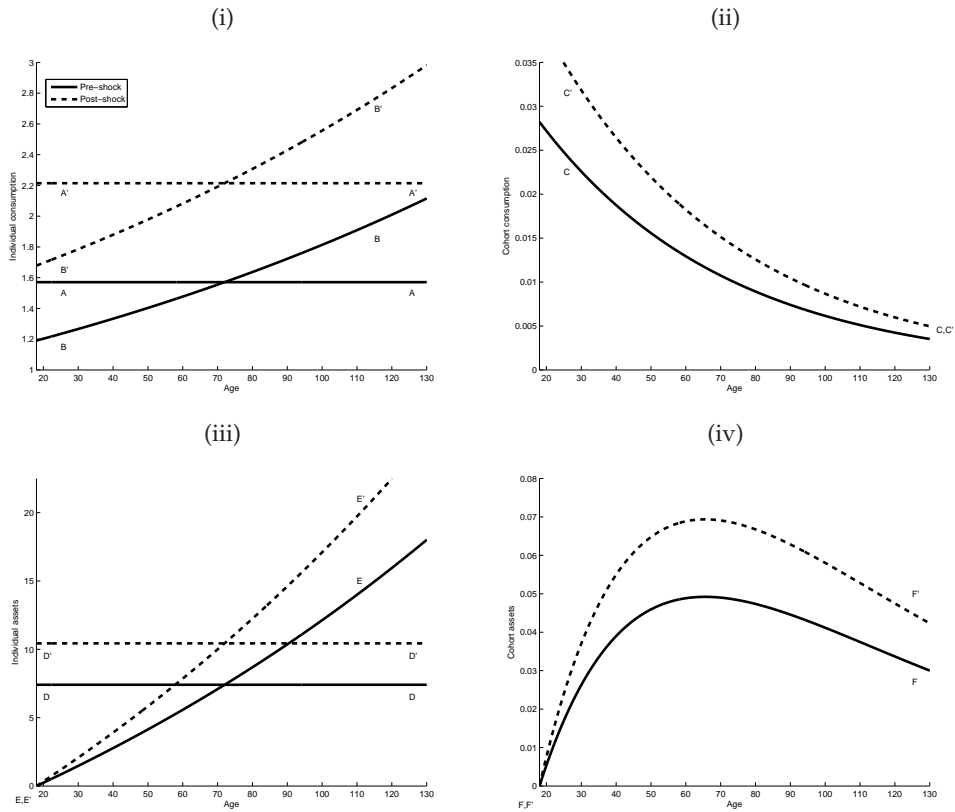 (i)
(ii)
Pre−shock
Post−shock
Individual consumption
3
2.8
2.6
2.4
2.2
2
1.8
1.6
1.4
1.2
1
B'
A'
A'
B
B'
A
A
B
20 30 40 50 60 70 80 90 100 110 120 130
Age
Cohort consumption
0.035
0.03
0.025
0.02
0.015
0.01
0.005
0
C'
C
C,C'
20 30 40 50 60 70 80 90 100 110 120 130
Age
(iii)
(iv)
Individual assets
20
15
10
5
0
E'
E
D'
D'
D
D
E,E'
20 30 40 50 60 70 80 90 100 110 120 130
Age
Cohort assets
0.08
0.07
0.06
0.05
0.04
0.03
0.02
0.01
0
F'
F
F,F'
20 30 40 50 60 70 80 90 100 110 120 130
Age